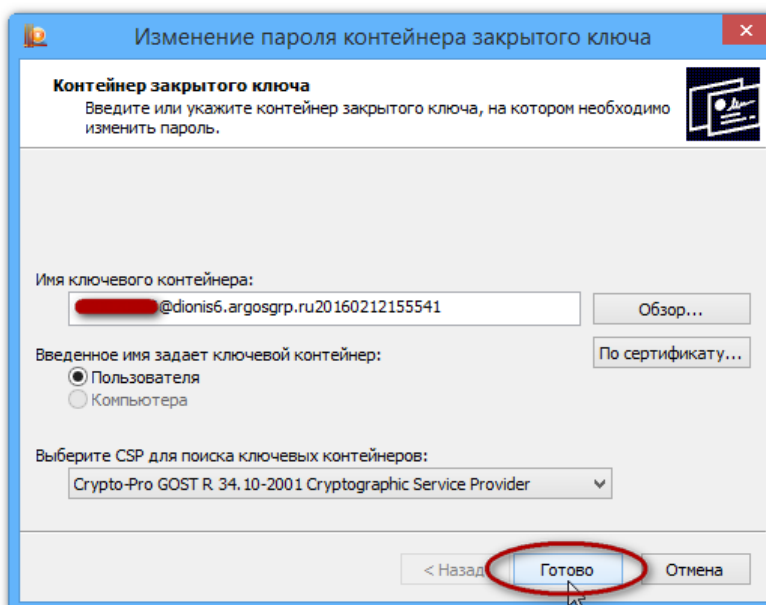 Изменение пароля контейнера закрытого ключа
Контейнер закрытого ключа
Введите или укажите контейнер закрытого ключа, на котором необходимо
изменить пароль.
Имя ключевого контейнера:
@dionis6.argosgrp.ru20160212155541
Обзор...
Введенное имя задает ключевой контейнер:
По сертификату...
Пользователя
Компьютера
Выберите CSP для поиска ключевых контейнеров:
Crypto-Pro GOST R 34.10-2001 Cryptographic Service Provider
< Назад
Готово
Отмена